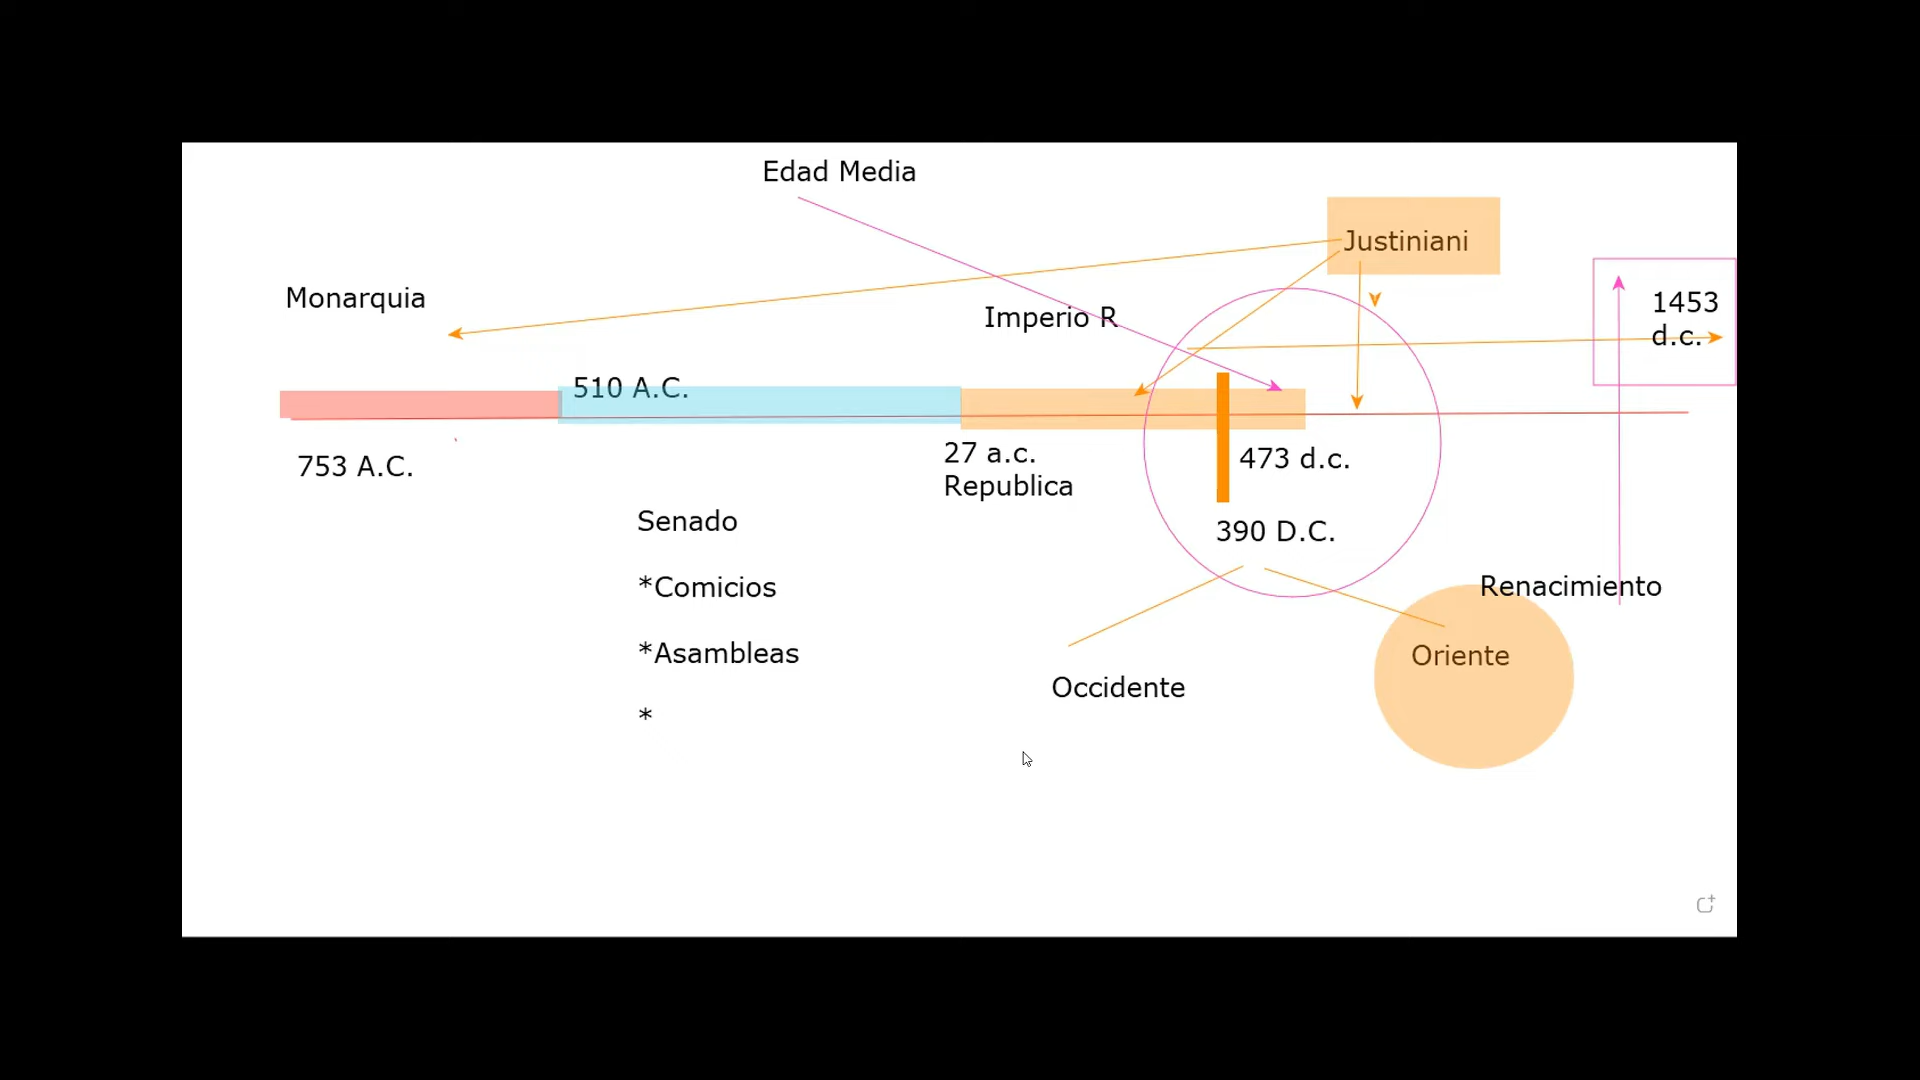 Edad Media
Justiniani
Monarquia
Imperio R
1453
d.c.
510 A.C.
753 A.C.
27 a.c.
Republica
473 d.c.
Senado
390 D.C.
*Comicios
Renacimiento
*Asambleas
Oriente
Occidente
*